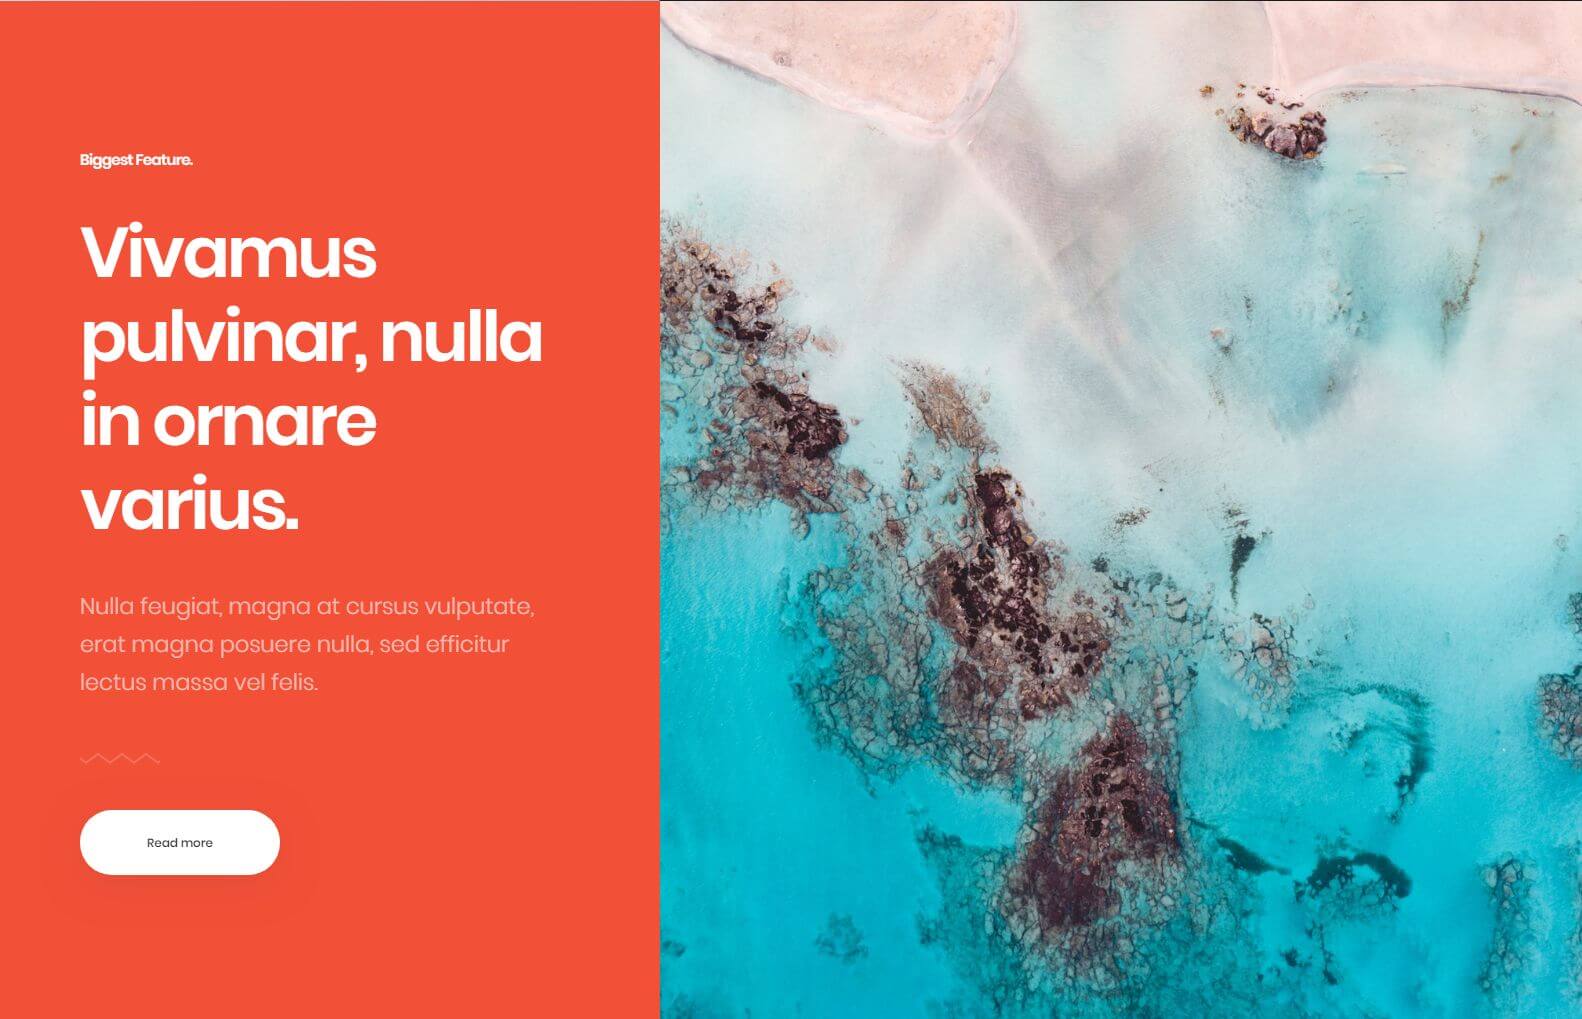 Biggest Feature.
Vivamus
pulvinar, nulla
in ornare
varius.
Nulla feugiat, magna at cursus vulputate,
erat magna posuere nulla, sed efficitur
lectus massa vel felis.
Read more